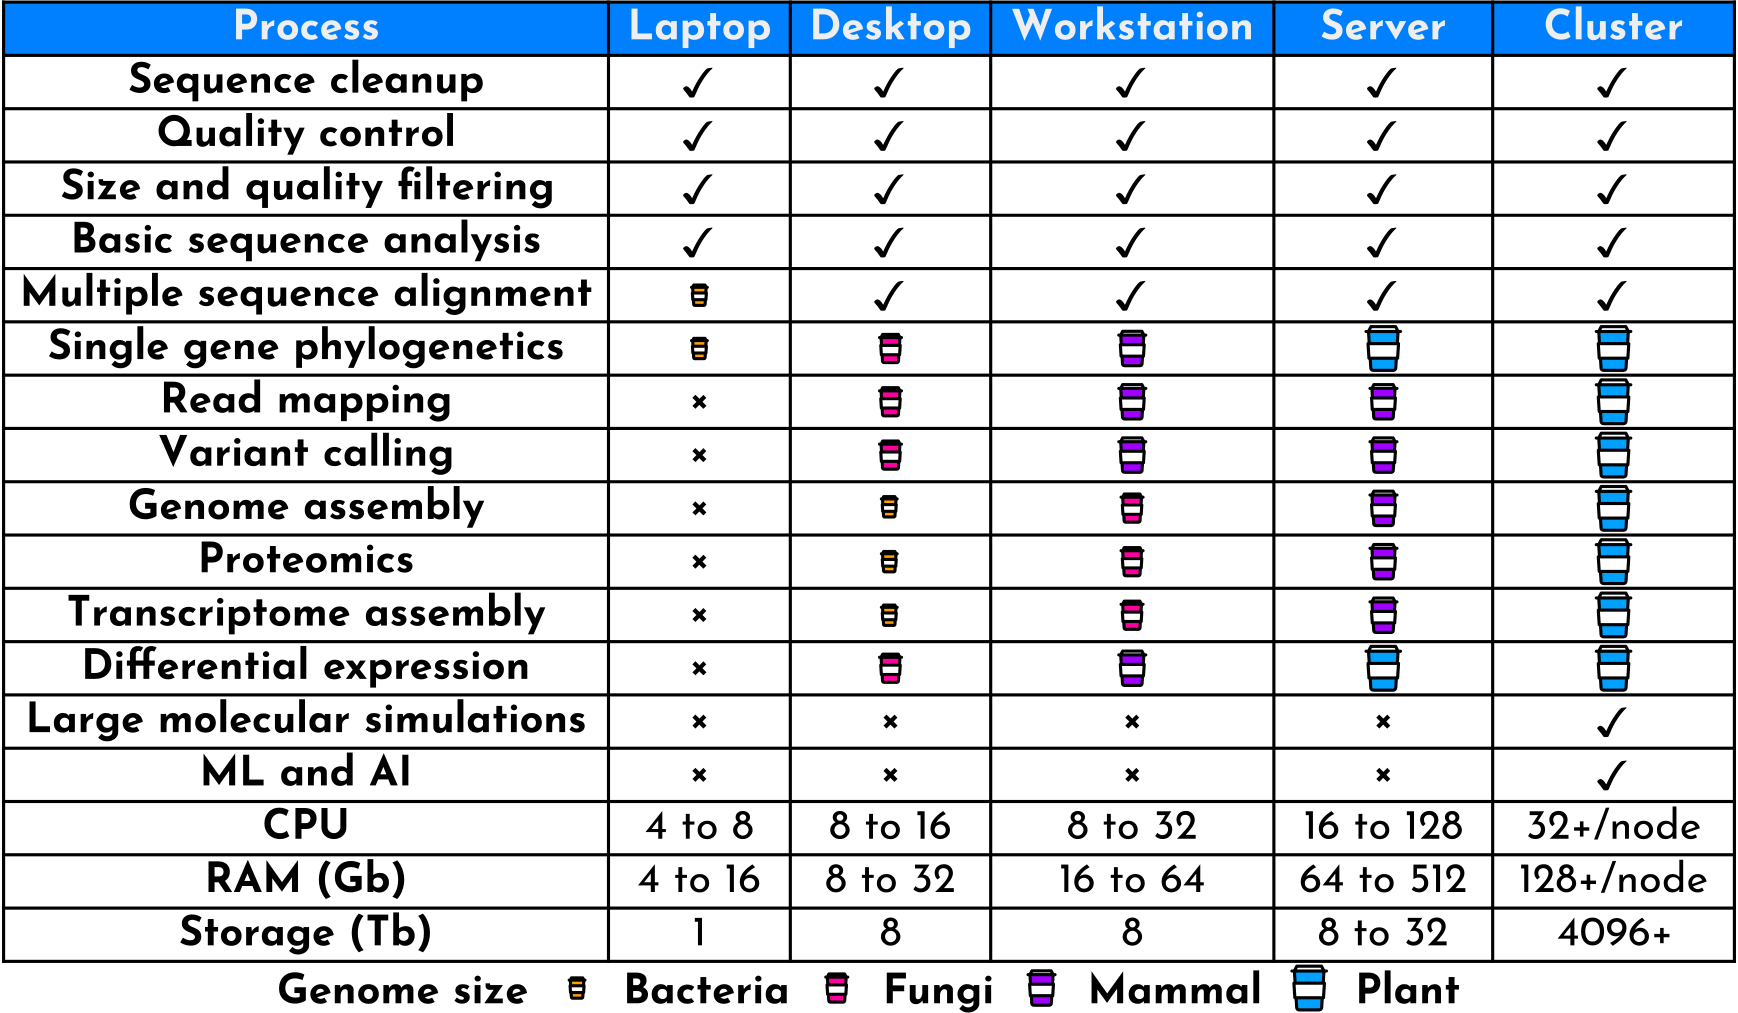 Process Laptop Desktop Workstation Server Cluster
Sequence cleanup ✓ ✓ ✓ ✓ ✓
Quality control ✓ ✓ ✓ ✓ ✓
Size and quality filtering ✓ ✓ ✓ ✓ ✓
Basic sequence analysis ✓ ✓ ✓ ✓ ✓
Multiple sequence alignment ✓ ✓ ✓ ✓
Single gene phylogenetics
Read mapping ×
Variant calling ×
Genome assembly ×
Proteomics ×
Transcriptome assembly ×
Differential expression ×
Large molecular simulations × × × × ✓
ML and AI × × × × ✓
CPU 4 to 8 8 to 16 8 to 32 16 to 128 32+/node
RAM (Gb) 4 to 16 8 to 32 16 to 64 64 to 512 128+/node
Storage (Tb) 1 8 8 8 to 32 4096+
Genome size Bacteria Fungi Mammal Plant